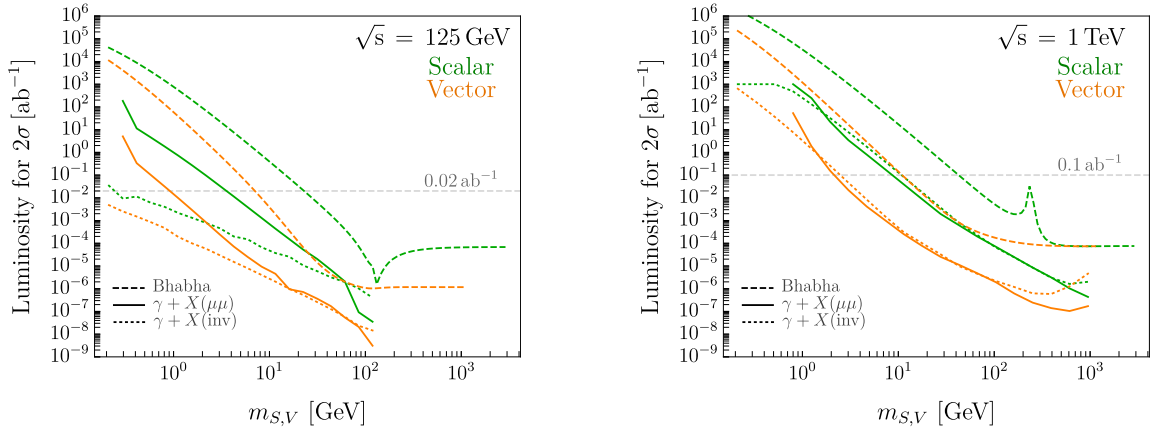 √s = 125 GeV
Scalar
Vector
0.02 ab⁻¹
Bhabha
γ + X(μμ)
γ + X(inv)
Luminosity for 2σ [ab⁻¹]
10⁶
10⁵
10⁴
10³
10²
10¹
10⁰
10⁻¹
10⁻²
10⁻³
10⁻⁴
10⁻⁵
10⁻⁶
10⁻⁷
10⁻⁸
10⁻⁹
10⁰ 10¹ 10² 10³
m_{S,V} [GeV]
√s = 1 TeV
Scalar
Vector
0.1 ab⁻¹
Bhabha
γ + X(μμ)
γ + X(inv)
Luminosity for 2σ [ab⁻¹]
10⁶
10⁵
10⁴
10³
10²
10¹
10⁰
10⁻¹
10⁻²
10⁻³
10⁻⁴
10⁻⁵
10⁻⁶
10⁻⁷
10⁻⁸
10⁻⁹
10⁰ 10¹ 10² 10³
m_{S,V} [GeV]